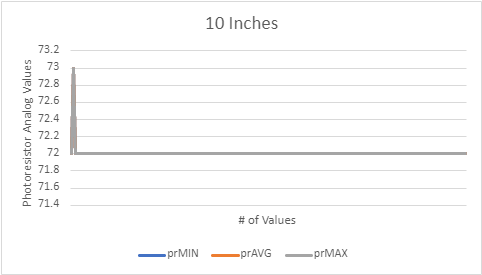 10 Inches
Photoresistor Analog Values
73.2
73
72.8
72.6
72.4
72.2
72
71.8
71.6
71.4
# of Values
prMIN prAVG prMAX